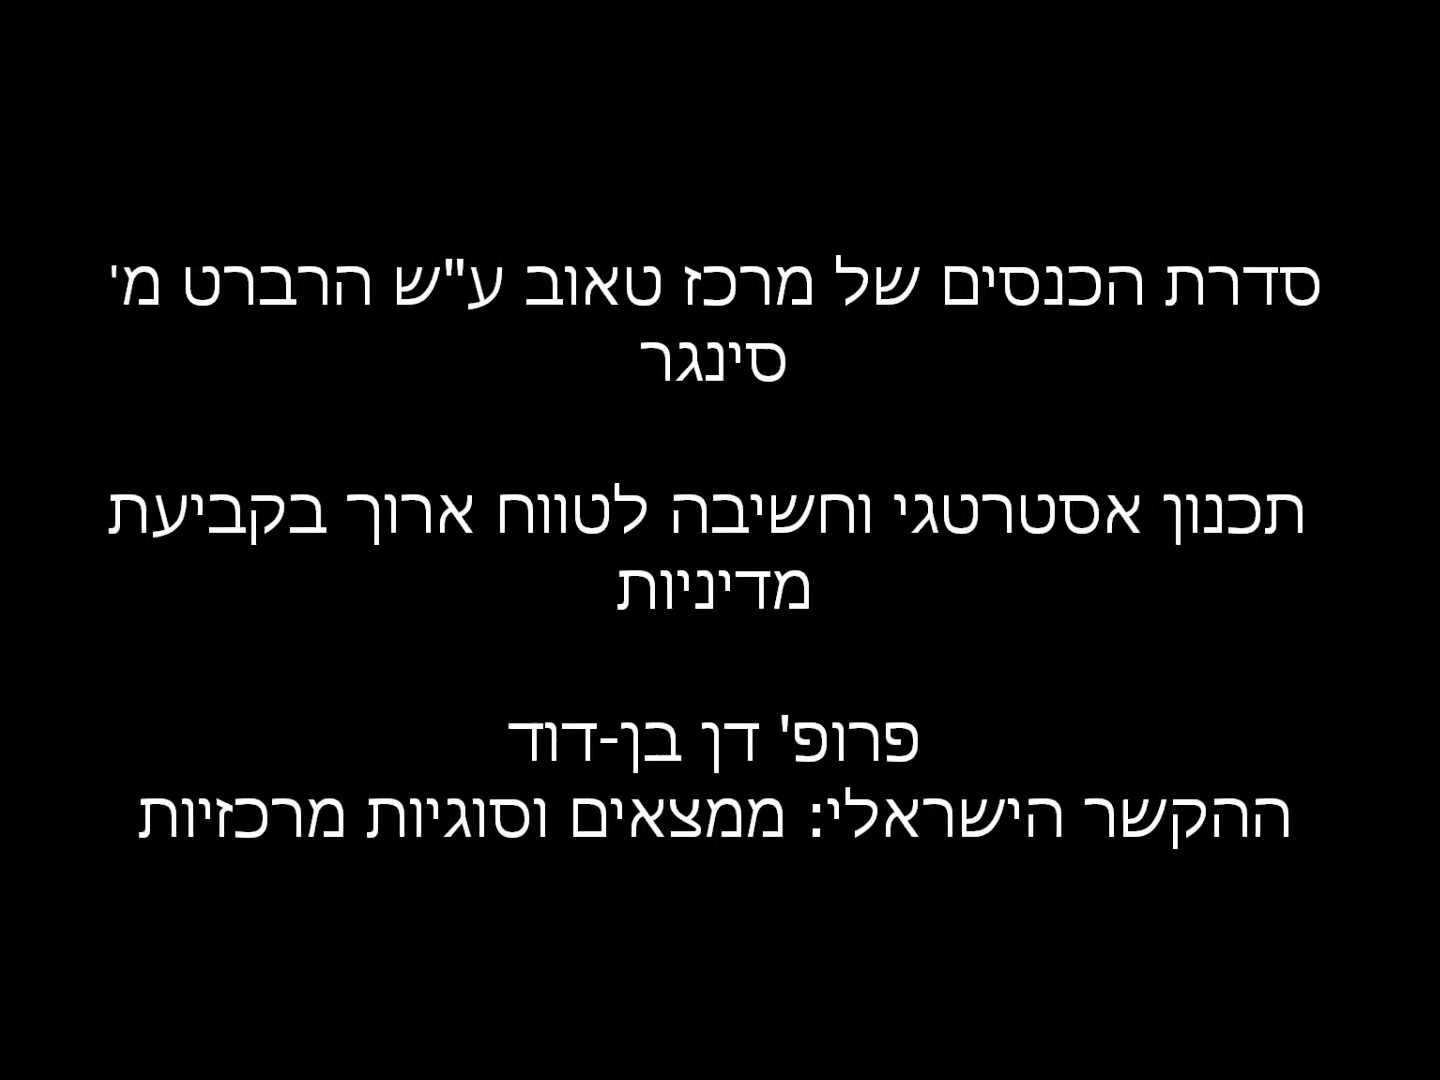 סדרת הכנסים של מרכז טאוב ע"ש הרברט מ'
סינגר
תכנון אסטרטגי וחשיבה לטווח ארוך בקביעת
מדיניות
פרופ' דן בן-דוד
ההקשר הישראלי: ממצאים וסוגיות מרכזיות